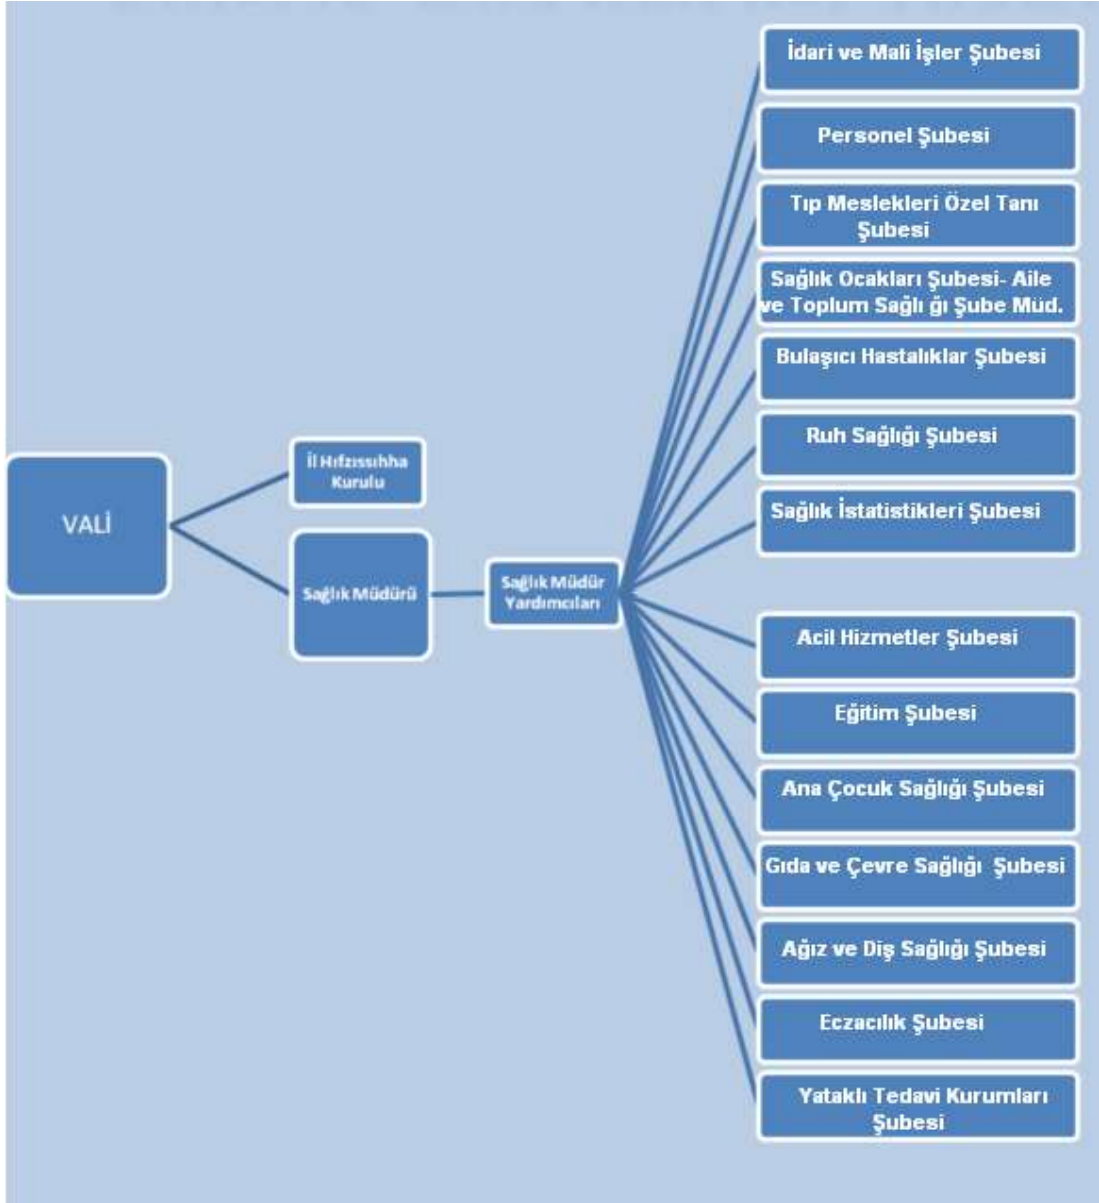 VALİ
İl Hıfzıssıhha
Kurulu
Sağlık Müdürü
Sağlık Müdür
Yardımcıları
İdari ve Mali İşler Şubesi
Personel Şubesi
Tıp Meslekleri Özel Tanı
Şubesi
Sağlık Ocakları Şubesi- Aile
ve Toplum Sağlı ğı Şube Müd.
Bulaşıcı Hastalıklar Şubesi
Ruh Sağlığı Şubesi
Sağlık İstatistikleri Şubesi
Acil Hizmetler Şubesi
Eğitim Şubesi
Ana Çocuk Sağlığı Şubesi
Gıda ve Çevre Sağlığı  Şubesi
Ağız ve Diş Sağlığı Şubesi
Eczacılık Şubesi
Yataklı Tedavi Kurumları
Şubesi